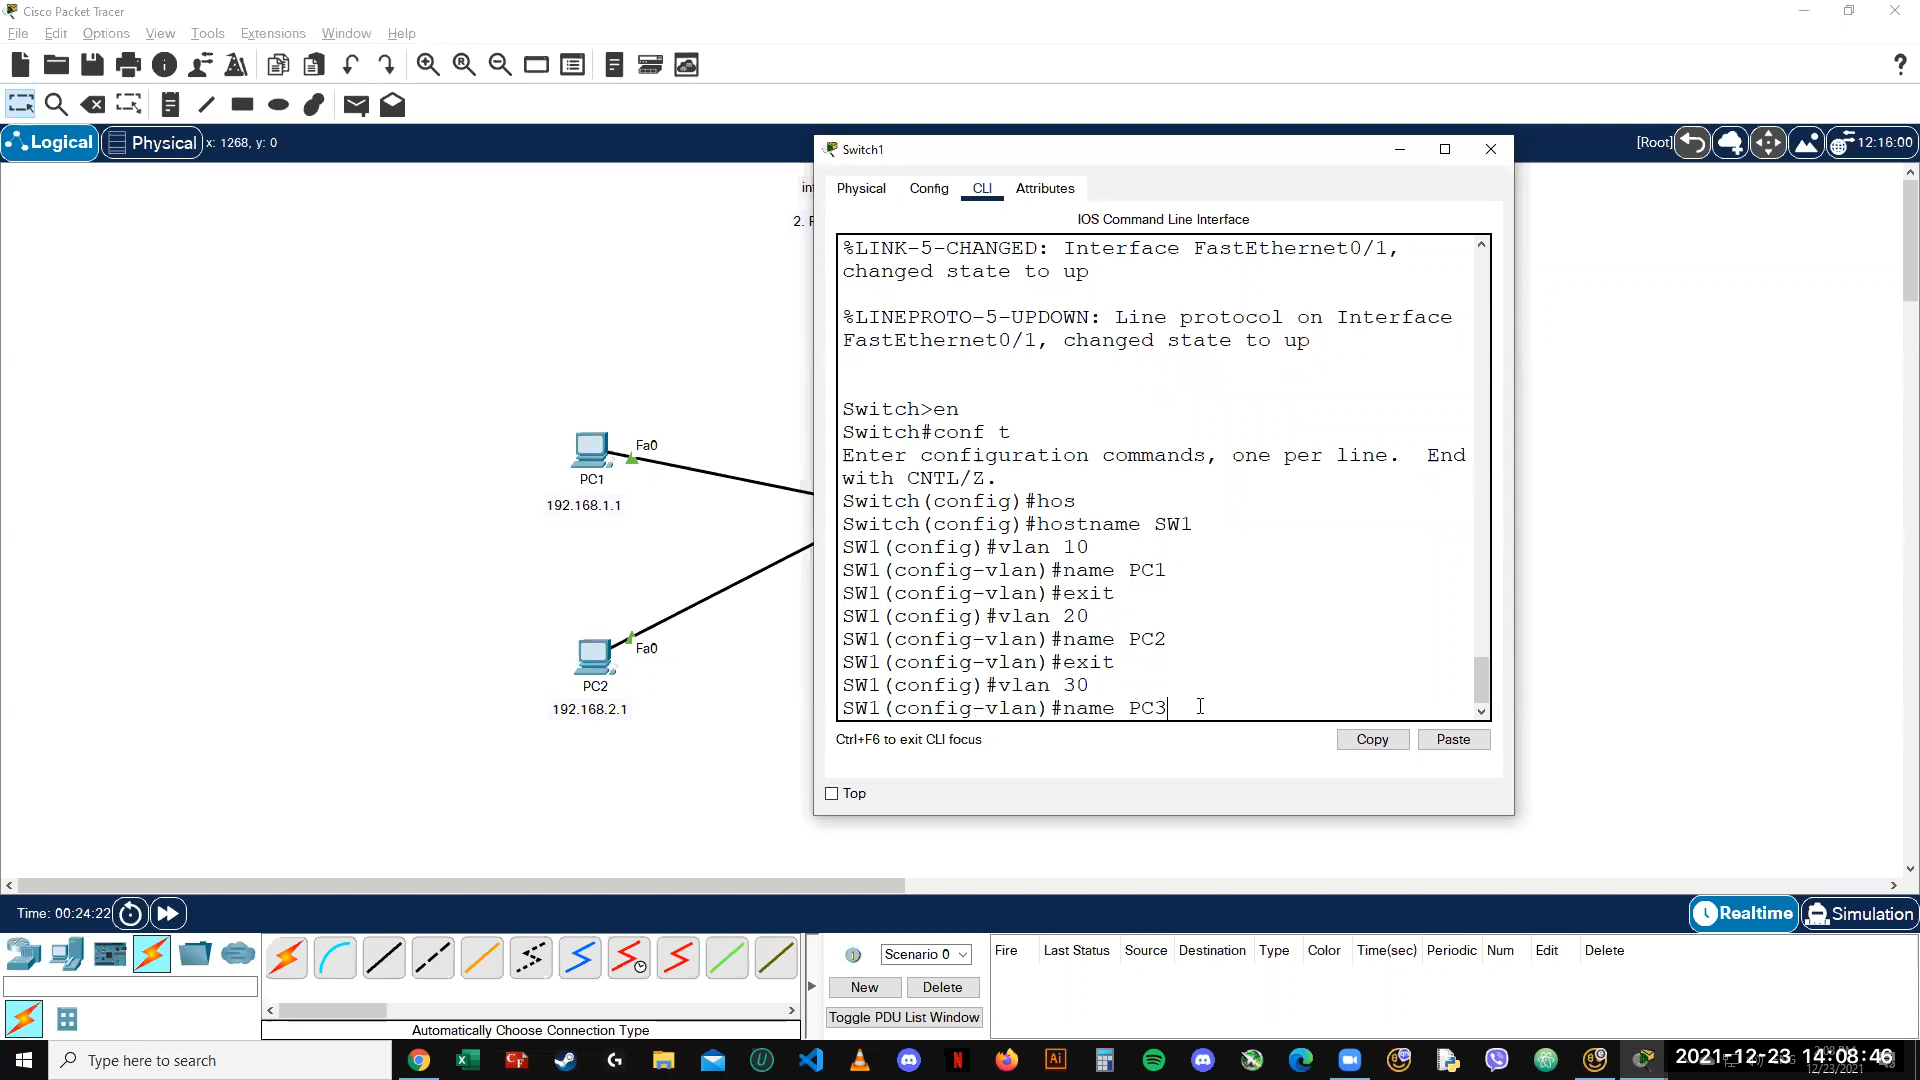 Cisco Packet Tracer
File Edit Options View Tools Extensions Window Help
Logical Physical x: 1268, y: 0
[Root] 12:16:00
Switch1
Physical Config CLI Attributes
IOS Command Line Interface
2.
%LINK-5-CHANGED: Interface FastEthernet0/1,
changed state to up
%LINEPROTO-5-UPDOWN: Line protocol on Interface
FastEthernet0/1, changed state to up
Switch>en
Switch#conf t
Enter configuration commands, one per line.  End
with CNTL/Z.
Switch(config)#hos
Switch(config)#hostname SW1
SW1(config)#vlan 10
SW1(config-vlan)#name PC1
SW1(config-vlan)#exit
SW1(config)#vlan 20
SW1(config-vlan)#name PC2
SW1(config-vlan)#exit
SW1(config)#vlan 30
SW1(config-vlan)#name PC3
Ctrl+F6 to exit CLI focus
Copy Paste
Top
Fa0
PC1
192.168.1.1
Fa0
PC2
192.168.2.1
Time: 00:24:22
Realtime Simulation
Scenario 0
New Delete
Toggle PDU List Window
Fire Last Status Source Destination Type Color Time(sec) Periodic Num Edit Delete
Automatically Choose Connection Type
Type here to search
2021-12-23 14:08:46
12/23/2021